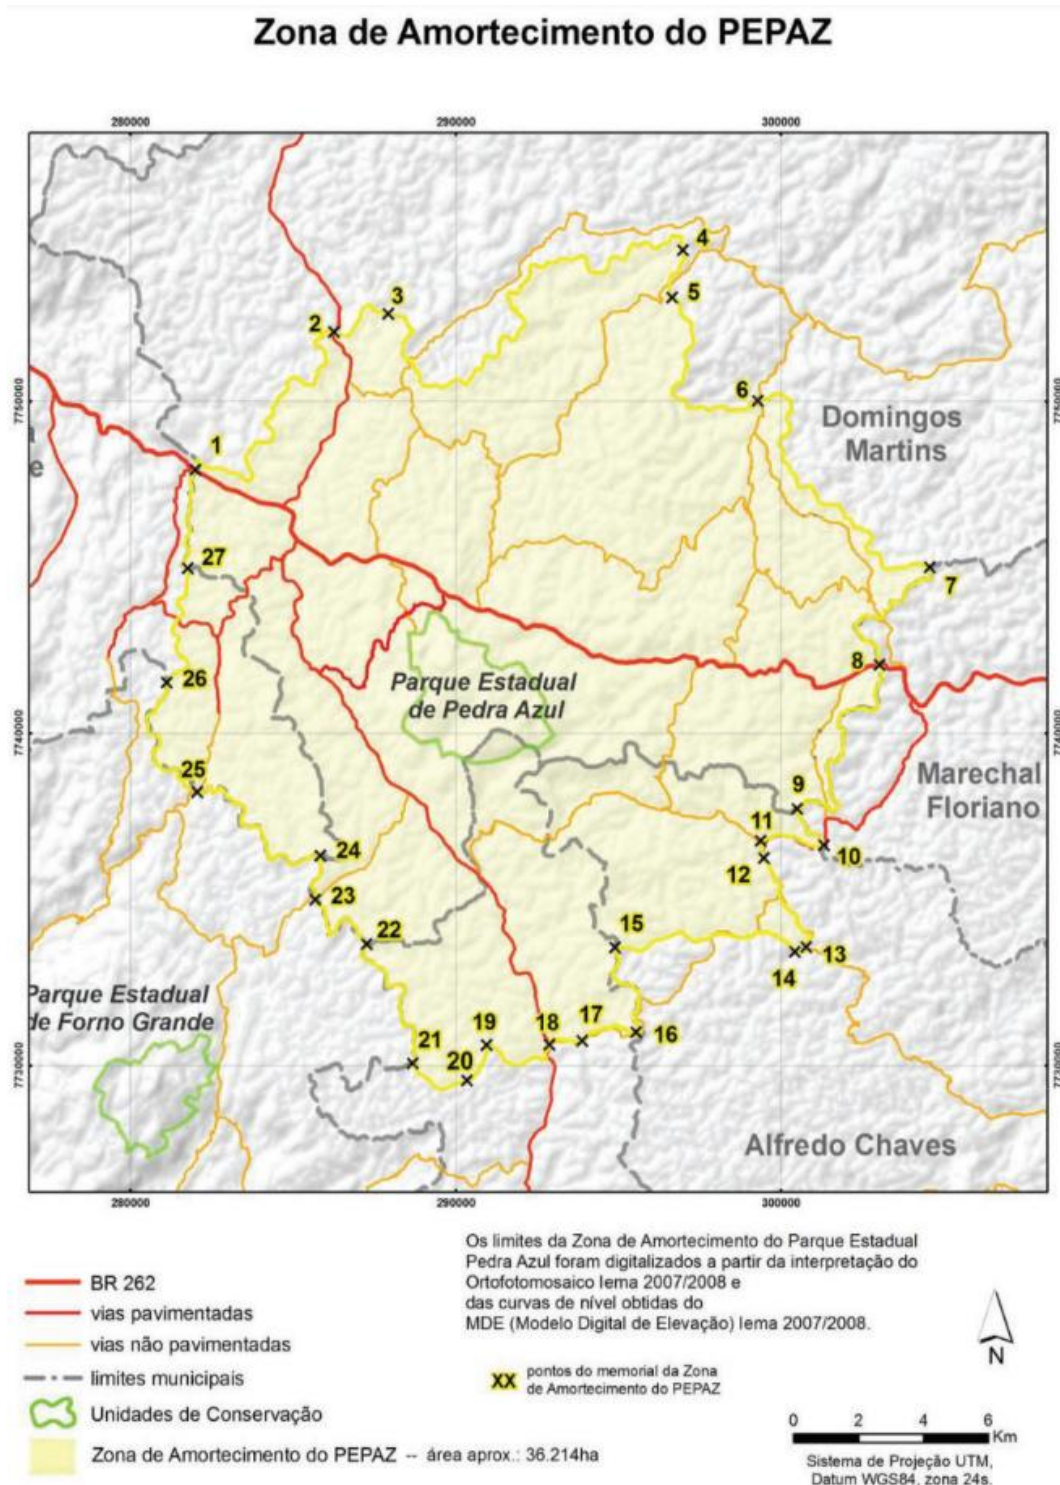 Zona de Amortecimento do PEPAZ
280000 290000 300000
4
3
5
2
6
7750000 7750000
Domingos
Martins
1
e
27
7
8
26
Parque Estadual
de Pedra Azul
7740000 7740000
25
Marechal
Floriano
9
11
10
24
12
23
22
15
13
14
Parque Estadual
de Forno Grande
17
18
19
16
21
20
7730000 7730000
Alfredo Chaves
280000 290000 300000
Os limites da Zona de Amortecimento do Parque Estadual
Pedra Azul foram digitalizados a partir da interpretação do
Ortofotomosaico Iema 2007/2008 e
das curvas de nível obtidas do
MDE (Modelo Digital de Elevação) Iema 2007/2008.
BR 262
vias pavimentadas
vias não pavimentadas
limites municipais
Unidades de Conservação
Zona de Amortecimento do PEPAZ -- área aprox.: 36.214ha
XX pontos do memorial da Zona
de Amortecimento do PEPAZ
N
0 2 4 6
Km
Sistema de Projeção UTM,
Datum WGS84, zona 24s.